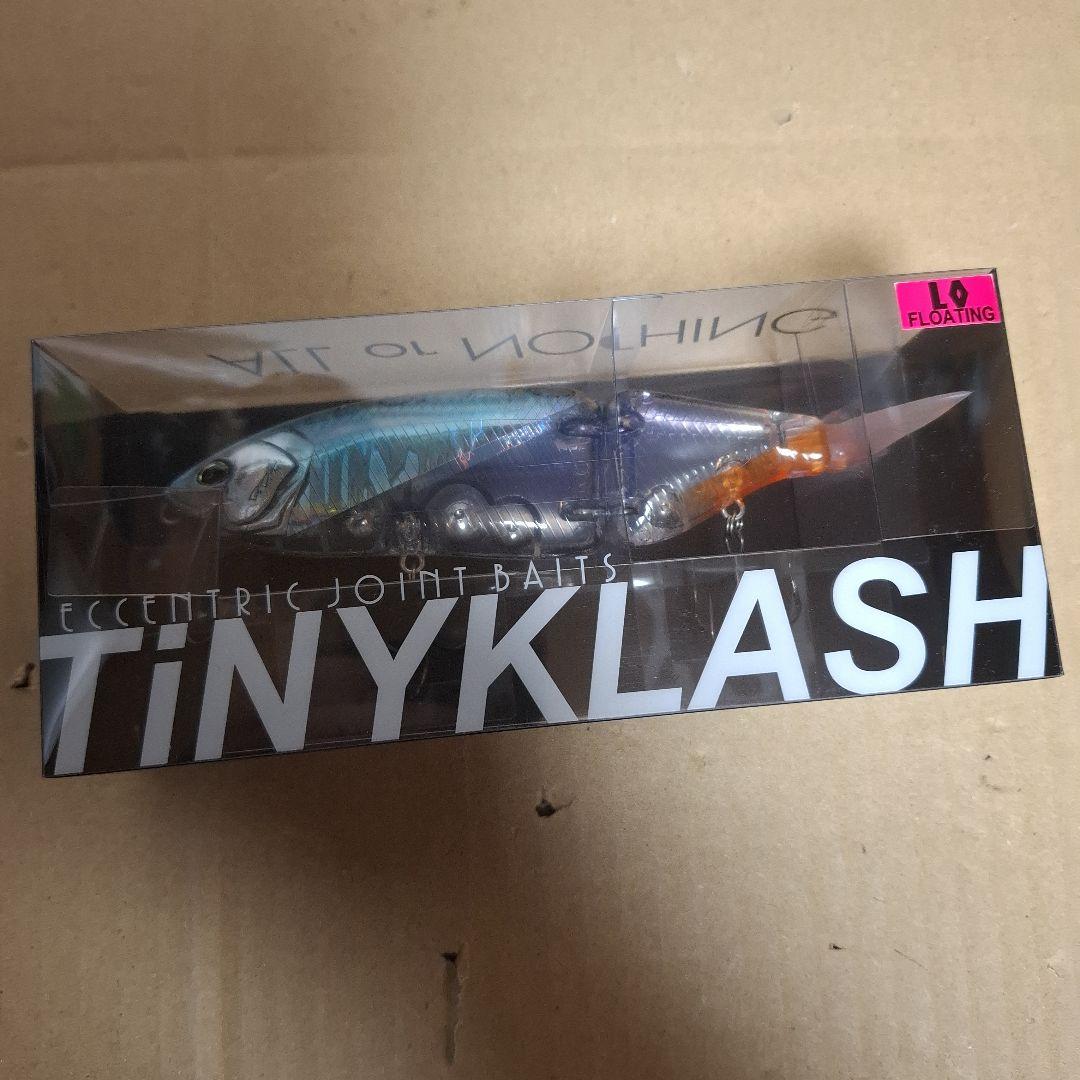 ALL or NOTHING
LO
FLOATING
ECCENTRIC JOINT BAITS
TiNYKLASH